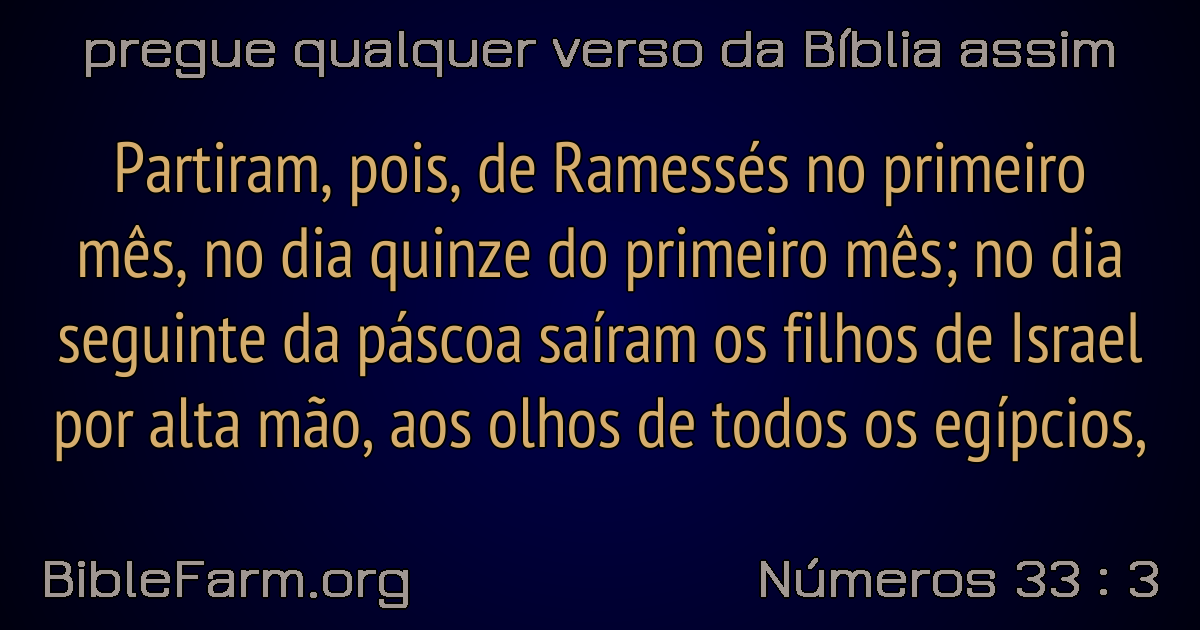 pregue qualquer verso da Bíblia assim
Partiram, pois, de Ramessés no primeiro
mês, no dia quinze do primeiro mês; no dia
seguinte da páscoa saíram os filhos de Israel
por alta mão, aos olhos de todos os egípcios,
BibleFarm.org
Números 33 : 3